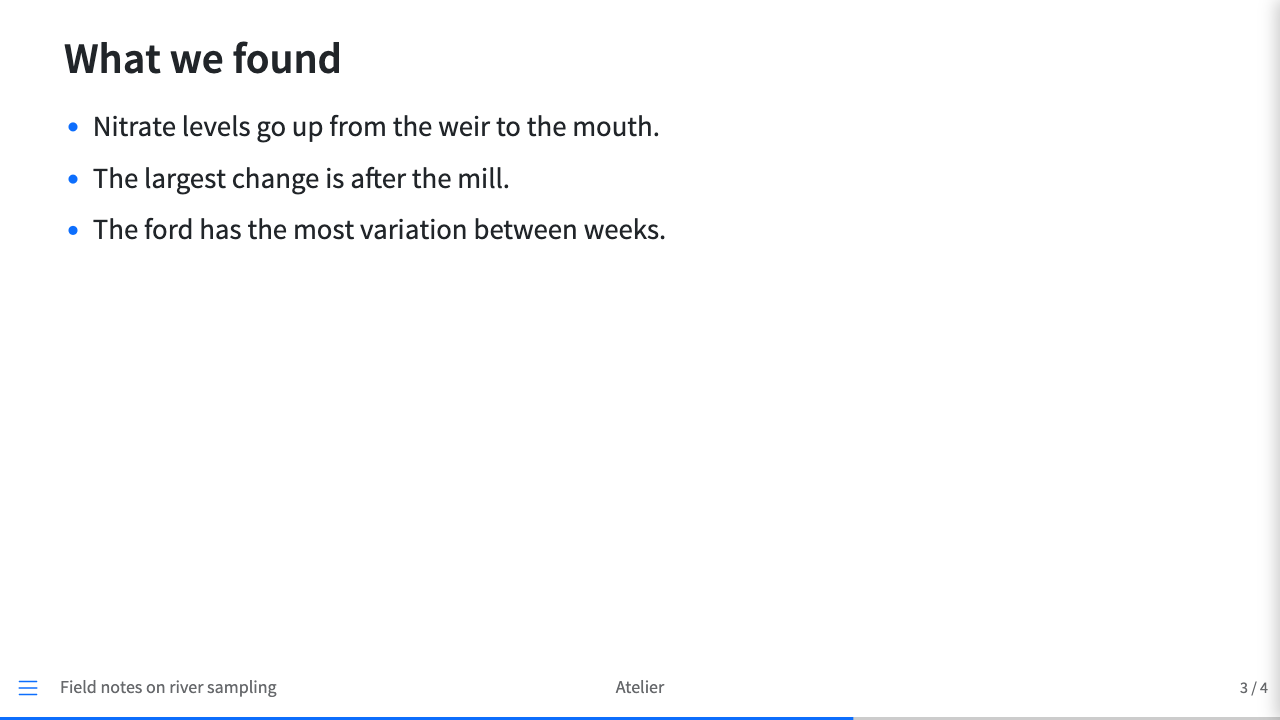 What we found
• Nitrate levels go up from the weir to the mouth.
• The largest change is after the mill.
• The ford has the most variation between weeks.
Field notes on river sampling
Atelier
3 / 4